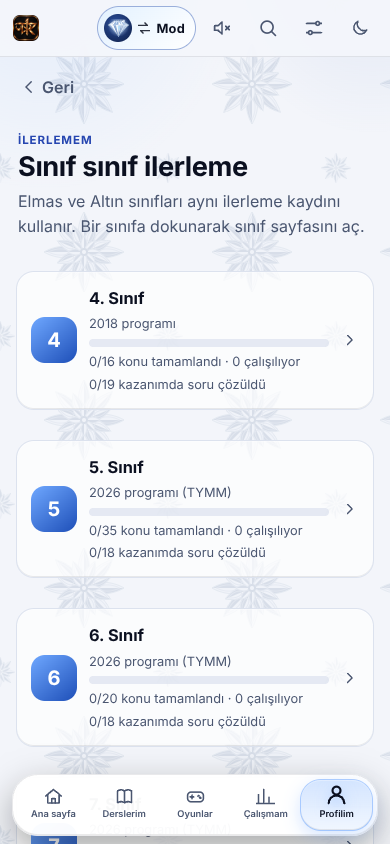 Mod
Geri
İLERLEMEM
Sınıf sınıf ilerleme
Elmas ve Altın sınıfları aynı ilerleme kaydını
kullanır. Bir sınıfa dokunarak sınıf sayfasını aç.
4. Sınıf
4
2018 programı
0/16 konu tamamlandı · 0 çalışılıyor
0/19 kazanımda soru çözüldü
5. Sınıf
5
2026 programı (TYMM)
0/35 konu tamamlandı · 0 çalışılıyor
0/18 kazanımda soru çözüldü
6. Sınıf
6
2026 programı (TYMM)
0/20 konu tamamlandı · 0 çalışılıyor
0/18 kazanımda soru çözüldü
Ana sayfa
Derslerim
Oyunlar
Çalışmam
Profilim
7